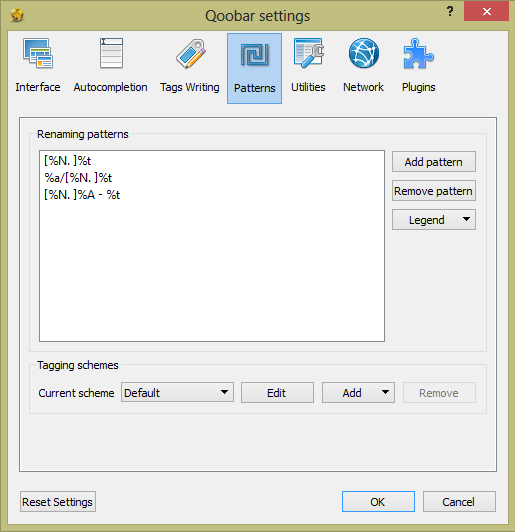 Qoobar settings
?
Interface Autocompletion Tags Writing Patterns Utilities Network Plugins
Renaming patterns
[%N. ]%t
%a/[%N. ]%t
[%N. ]%A - %t
Add pattern
Remove pattern
Legend
Tagging schemes
Current scheme Default Edit Add Remove
Reset Settings OK Cancel